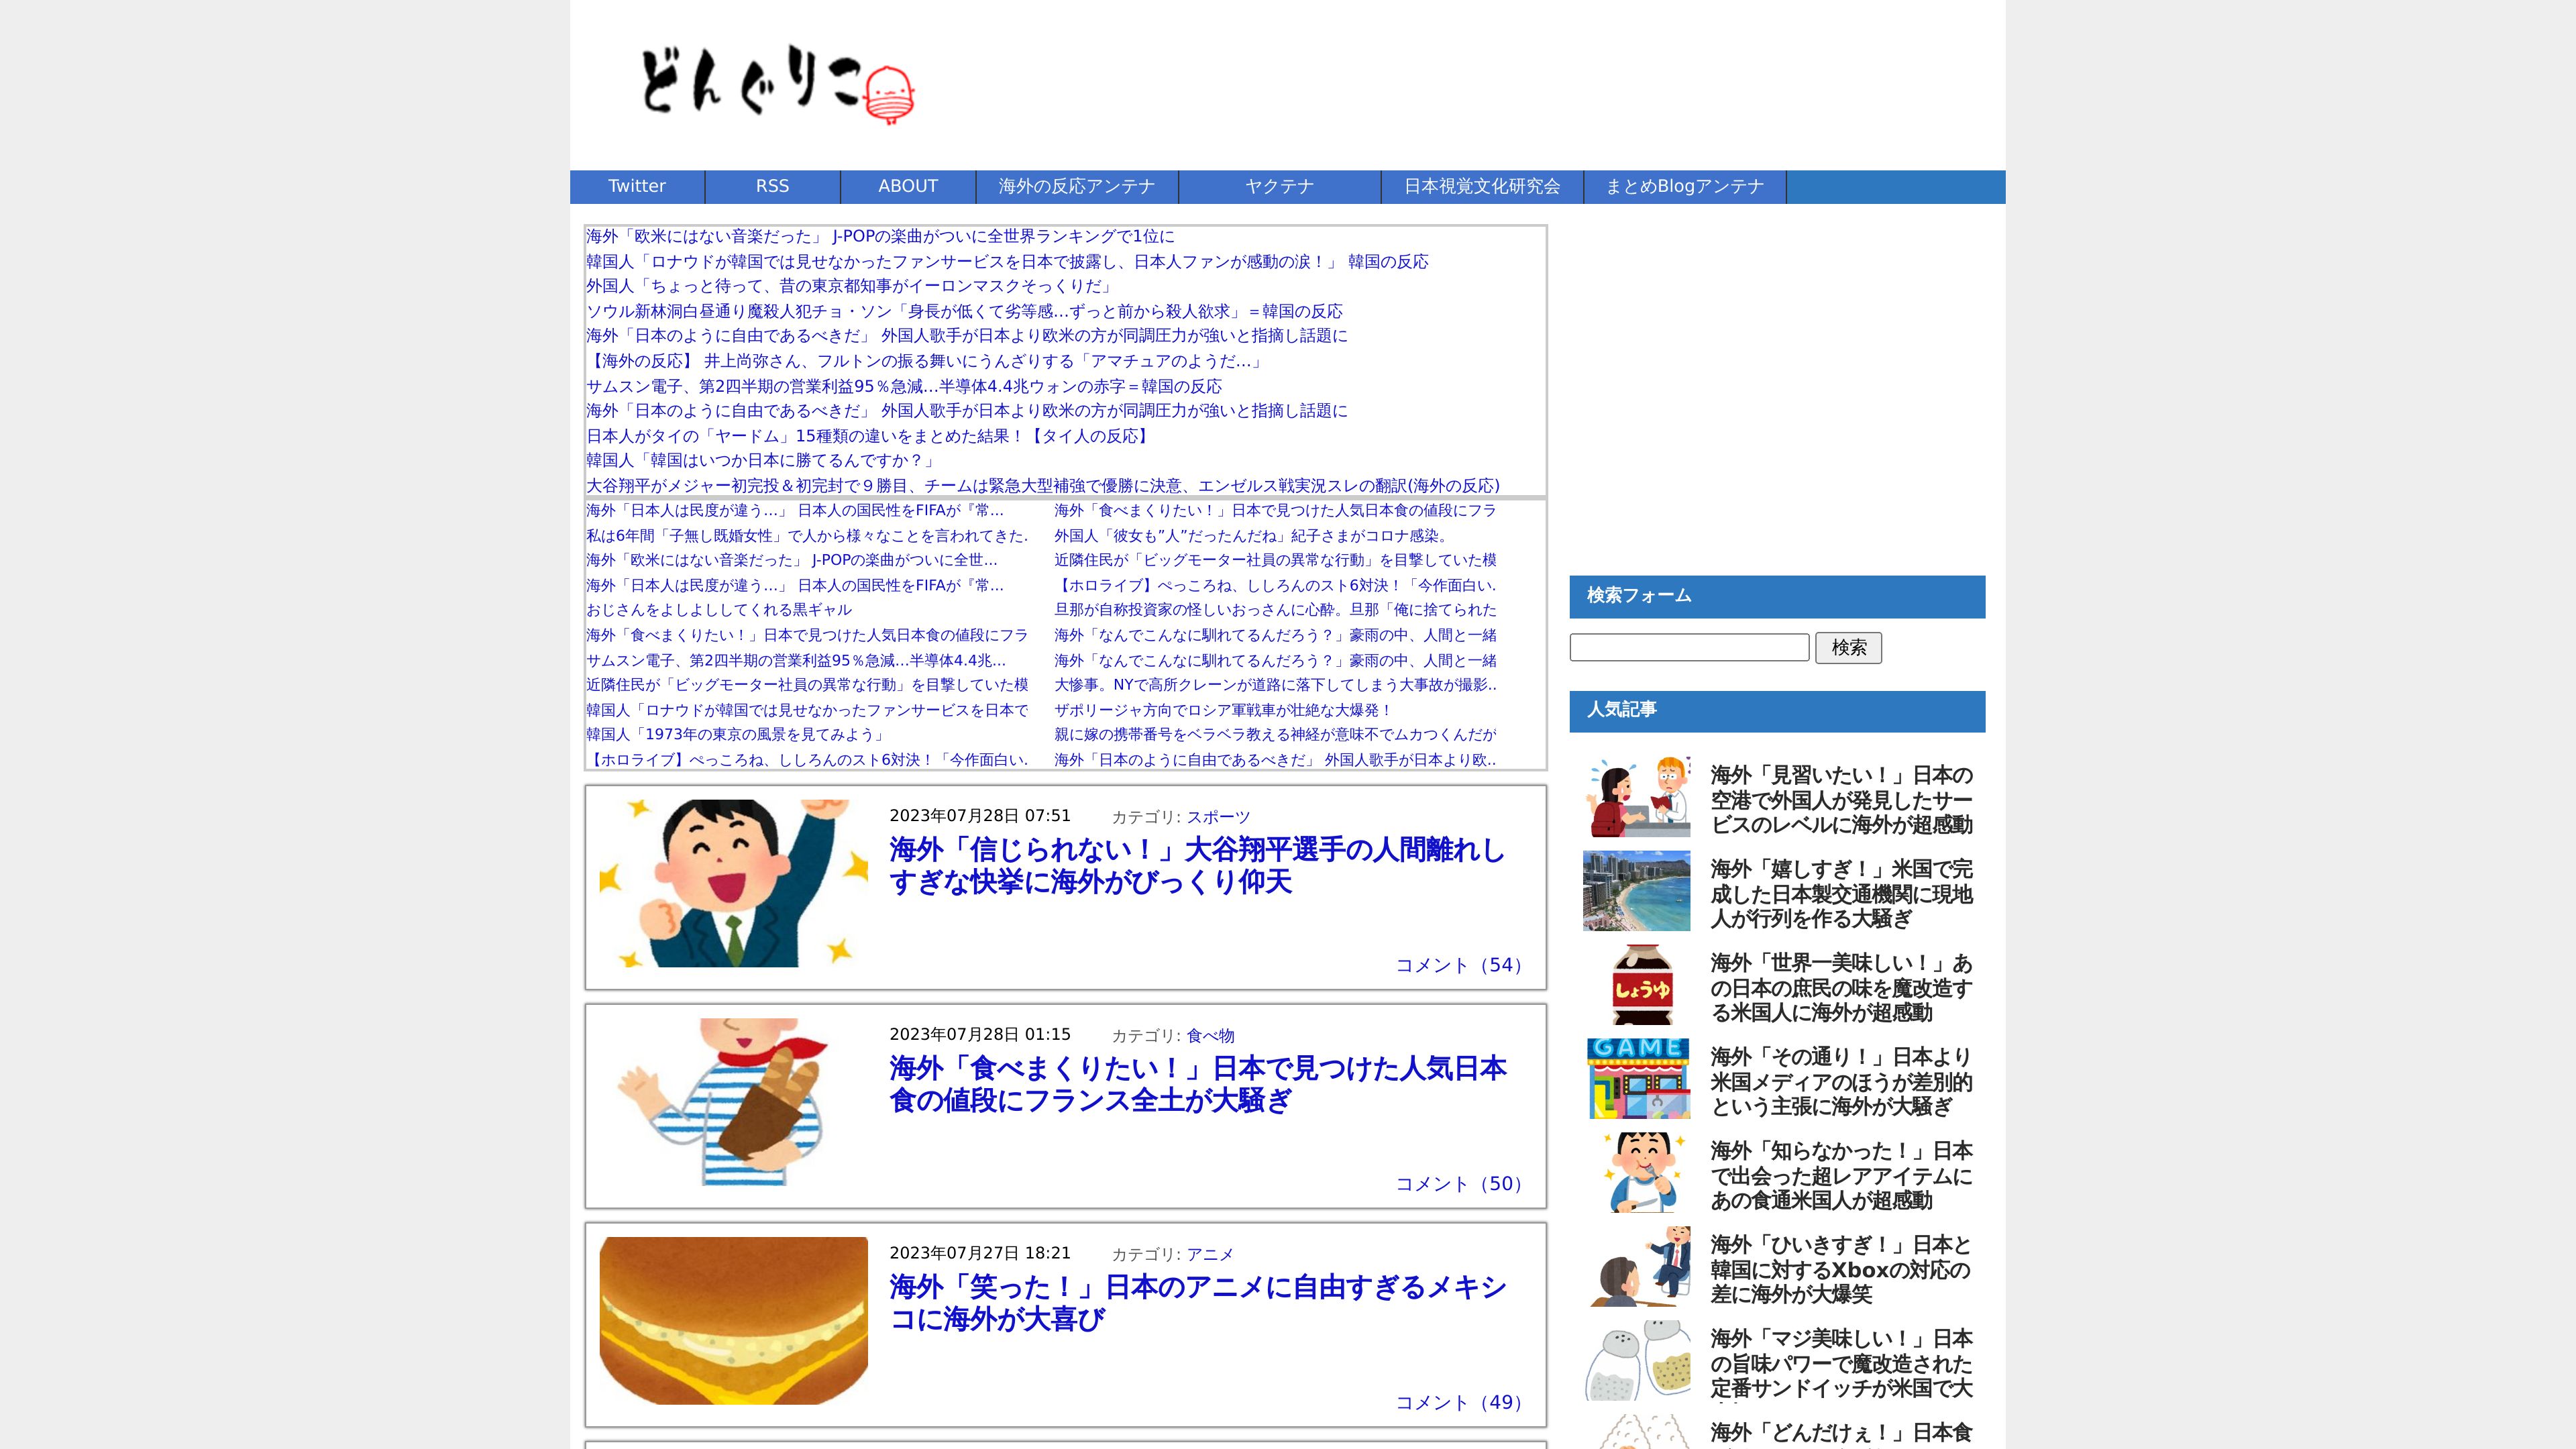 どんぐりこ
Twitter
RSS
ABOUT
海外の反応アンテナ
ヤクテナ
日本視覚文化研究会
まとめBlogアンテナ
海外「欧米にはない音楽だった」 J-POPの楽曲がついに全世界ランキングで1位に
韓国人「ロナウドが韓国では見せなかったファンサービスを日本で披露し、日本人ファンが感動の涙！」 韓国の反応
外国人「ちょっと待って、昔の東京都知事がイーロンマスクそっくりだ」
ソウル新林洞白昼通り魔殺人犯チョ・ソン「身長が低くて劣等感…ずっと前から殺人欲求」＝韓国の反応
海外「日本のように自由であるべきだ」 外国人歌手が日本より欧米の方が同調圧力が強いと指摘し話題に
【海外の反応】 井上尚弥さん、フルトンの振る舞いにうんざりする「アマチュアのようだ…」
サムスン電子、第2四半期の営業利益95％急減…半導体4.4兆ウォンの赤字＝韓国の反応
海外「日本のように自由であるべきだ」 外国人歌手が日本より欧米の方が同調圧力が強いと指摘し話題に
日本人がタイの「ヤードム」15種類の違いをまとめた結果！【タイ人の反応】
韓国人「韓国はいつか日本に勝てるんですか？」
大谷翔平がメジャー初完投＆初完封で９勝目、チームは緊急大型補強で優勝に決意、エンゼルス戦実況スレの翻訳(海外の反応)
海外「日本人は民度が違う…」 日本人の国民性をFIFAが『常…
私は6年間「子無し既婚女性」で人から様々なことを言われてきた.
海外「欧米にはない音楽だった」 J-POPの楽曲がついに全世…
海外「日本人は民度が違う…」 日本人の国民性をFIFAが『常…
おじさんをよしよししてくれる黒ギャル
海外「食べまくりたい！」日本で見つけた人気日本食の値段にフラ
サムスン電子、第2四半期の営業利益95％急減…半導体4.4兆…
近隣住民が「ビッグモーター社員の異常な行動」を目撃していた模
韓国人「ロナウドが韓国では見せなかったファンサービスを日本で
韓国人「1973年の東京の風景を見てみよう」
【ホロライブ】ぺっころね、ししろんのスト6対決！「今作面白い.
海外「食べまくりたい！」日本で見つけた人気日本食の値段にフラ
外国人「彼女も”人”だったんだね」紀子さまがコロナ感染。
近隣住民が「ビッグモーター社員の異常な行動」を目撃していた模
【ホロライブ】ぺっころね、ししろんのスト6対決！「今作面白い.
旦那が自称投資家の怪しいおっさんに心酔。旦那「俺に捨てられた
海外「なんでこんなに馴れてるんだろう？」豪雨の中、人間と一緒
海外「なんでこんなに馴れてるんだろう？」豪雨の中、人間と一緒
大惨事。NYで高所クレーンが道路に落下してしまう大事故が撮影..
ザポリージャ方向でロシア軍戦車が壮絶な大爆発！
親に嫁の携帯番号をベラベラ教える神経が意味不でムカつくんだが
海外「日本のように自由であるべきだ」 外国人歌手が日本より欧..
2023年07月28日 07:51
カテゴリ: スポーツ
海外「信じられない！」大谷翔平選手の人間離れし
すぎな快挙に海外がびっくり仰天
コメント（54）
2023年07月28日 01:15
カテゴリ: 食べ物
海外「食べまくりたい！」日本で見つけた人気日本
食の値段にフランス全土が大騒ぎ
コメント（50）
2023年07月27日 18:21
カテゴリ: アニメ
海外「笑った！」日本のアニメに自由すぎるメキシ
コに海外が大喜び
コメント（49）
検索フォーム
検索
人気記事
海外「見習いたい！」日本の
空港で外国人が発見したサー
ビスのレベルに海外が超感動
海外「嬉しすぎ！」米国で完
成した日本製交通機関に現地
人が行列を作る大騒ぎ
しょうゆ
海外「世界一美味しい！」あ
の日本の庶民の味を魔改造す
る米国人に海外が超感動
GAME
海外「その通り！」日本より
米国メディアのほうが差別的
という主張に海外が大騒ぎ
海外「知らなかった！」日本
で出会った超レアアイテムに
あの食通米国人が超感動
海外「ひいきすぎ！」日本と
韓国に対するXboxの対応の
差に海外が大爆笑
海外「マジ美味しい！」日本
の旨味パワーで魔改造された
定番サンドイッチが米国で大
海外「どんだけぇ！」日本食